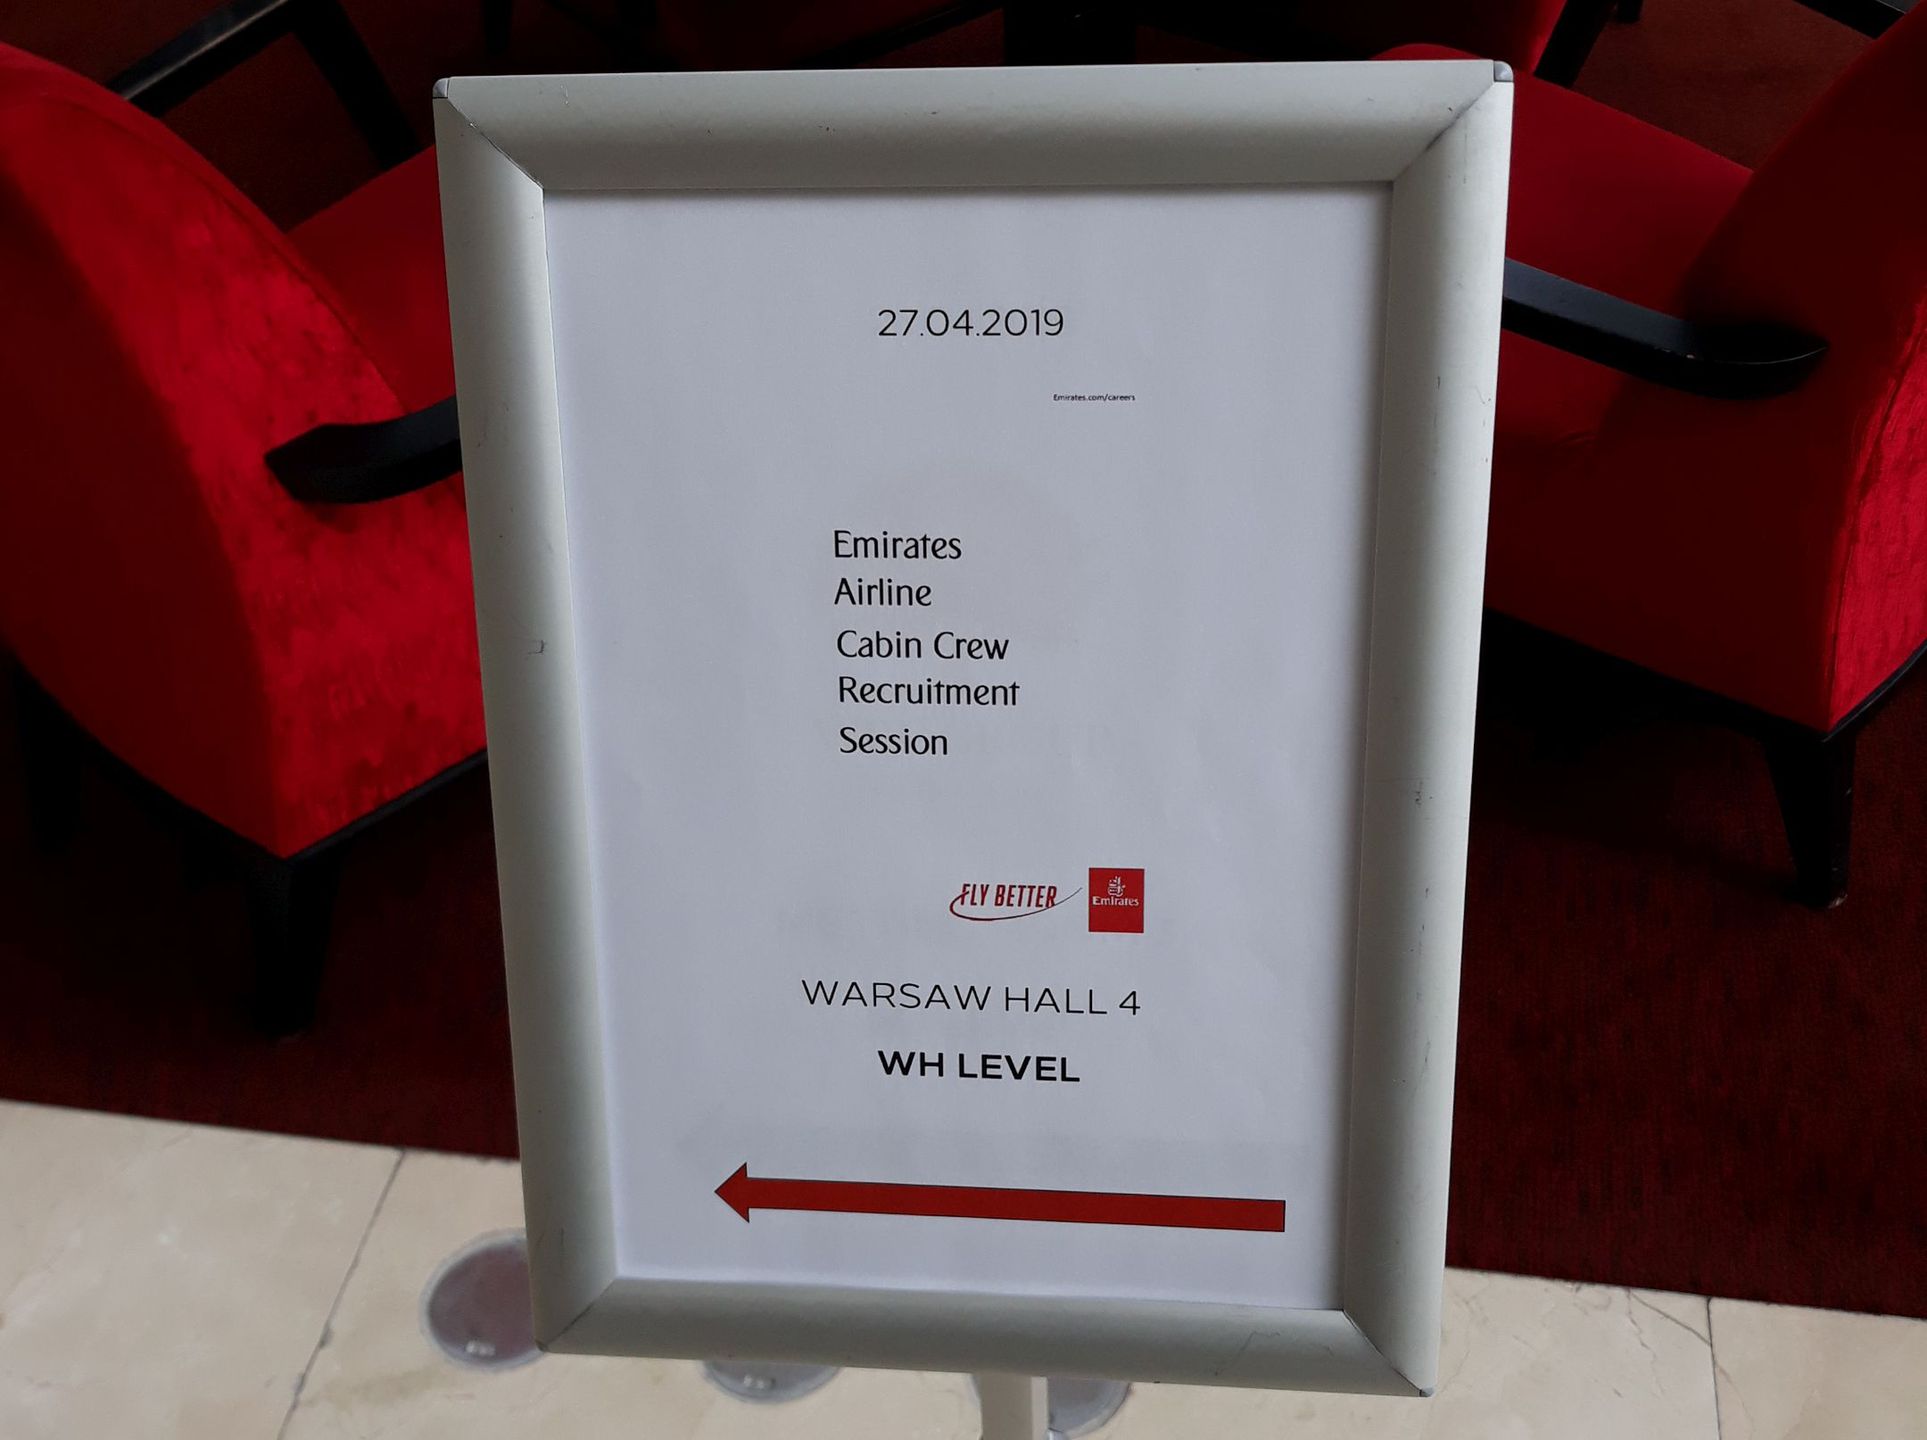 27.04.2019
Emirates.com/careers
Emirates
Airline
Cabin Crew
Recruitment
Session
FLY BETTER
Emirates
WARSAW HALL 4
WH LEVEL